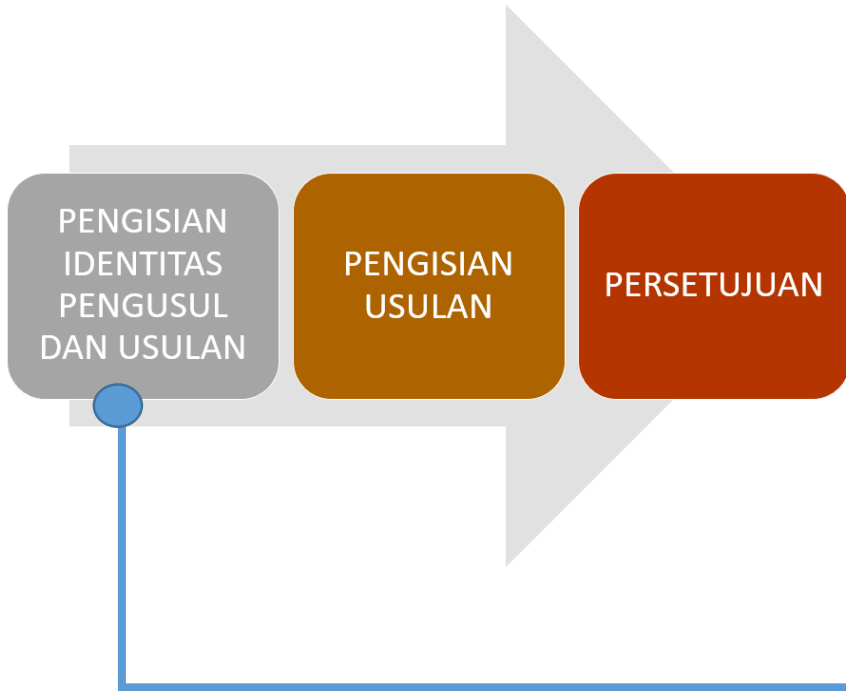 PENGISIAN
IDENTITAS
PENGUSUL
DAN USULAN
PENGISIAN
USULAN
PERSETUJUAN